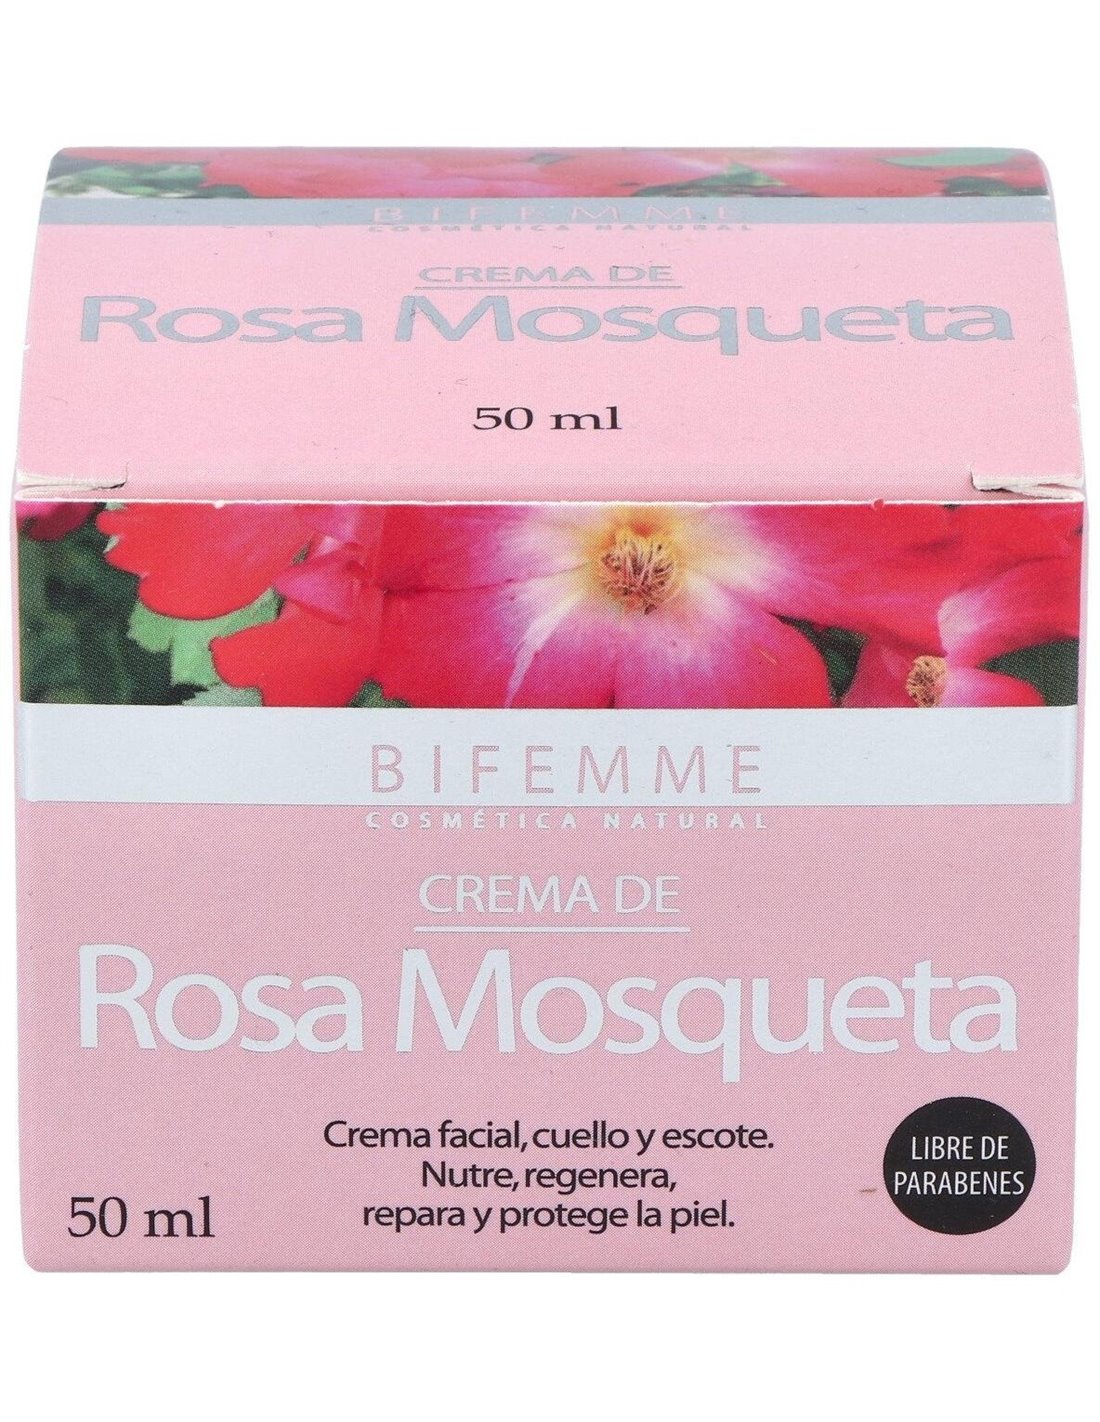 BIFEMME
COSMÉTICA NATURAL
CREMA DE
Rosa Mosqueta
50 ml
BIFEMME
COSMÉTICA NATURAL
CREMA DE
Rosa Mosqueta
Crema facial, cuello y escote.
Nutre, regenera,
repara y protege la piel.
50 ml
LIBRE DE
PARABENES